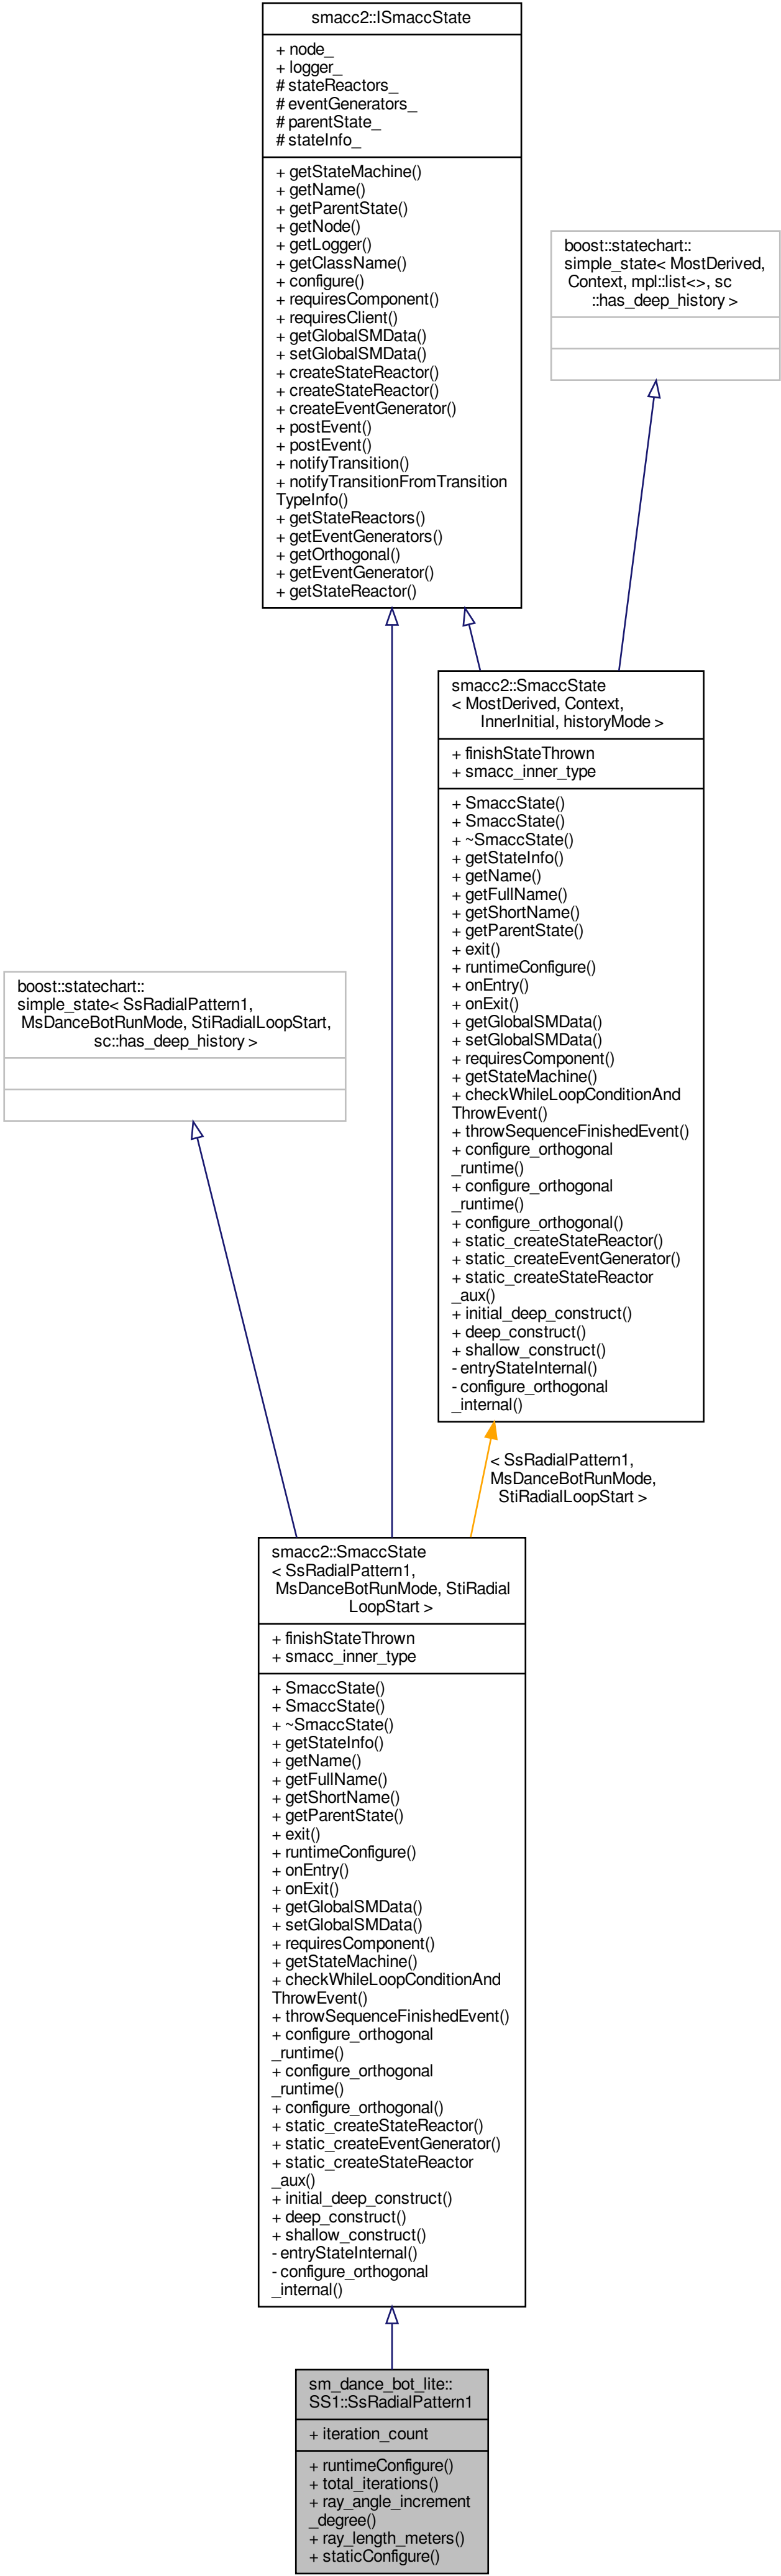 smacc2::ISmaccState
+ node_
+ logger_
# stateReactors_
# eventGenerators_
# parentState_
# stateInfo_
+ getStateMachine()
+ getName()
+ getParentState()
+ getNode()
+ getLogger()
+ getClassName()
+ configure()
+ requiresComponent()
+ requiresClient()
+ getGlobalSMData()
+ setGlobalSMData()
+ createStateReactor()
+ createStateReactor()
+ createEventGenerator()
+ postEvent()
+ postEvent()
+ notifyTransition()
+ notifyTransitionFromTransition
TypeInfo()
+ getStateReactors()
+ getEventGenerators()
+ getOrthogonal()
+ getEventGenerator()
+ getStateReactor()
boost::statechart::
simple_state< MostDerived,
Context, mpl::list<>, sc
::has_deep_history >
smacc2::SmaccState
< MostDerived, Context,
InnerInitial, historyMode >
+ finishStateThrown
+ smacc_inner_type
+ SmaccState()
+ SmaccState()
+ ~SmaccState()
+ getStateInfo()
+ getName()
+ getFullName()
+ getShortName()
+ getParentState()
+ exit()
+ runtimeConfigure()
+ onEntry()
+ onExit()
+ getGlobalSMData()
+ setGlobalSMData()
+ requiresComponent()
+ getStateMachine()
+ checkWhileLoopConditionAnd
ThrowEvent()
+ throwSequenceFinishedEvent()
+ configure_orthogonal
_runtime()
+ configure_orthogonal
_runtime()
+ configure_orthogonal()
+ static_createStateReactor()
+ static_createEventGenerator()
+ static_createStateReactor
_aux()
+ initial_deep_construct()
+ deep_construct()
+ shallow_construct()
- entryStateInternal()
- configure_orthogonal
_internal()
boost::statechart::
simple_state< SsRadialPattern1,
MsDanceBotRunMode, StiRadialLoopStart,
sc::has_deep_history >
< SsRadialPattern1,
MsDanceBotRunMode,
StiRadialLoopStart >
smacc2::SmaccState
< SsRadialPattern1,
MsDanceBotRunMode, StiRadial
LoopStart >
+ finishStateThrown
+ smacc_inner_type
+ SmaccState()
+ SmaccState()
+ ~SmaccState()
+ getStateInfo()
+ getName()
+ getFullName()
+ getShortName()
+ getParentState()
+ exit()
+ runtimeConfigure()
+ onEntry()
+ onExit()
+ getGlobalSMData()
+ setGlobalSMData()
+ requiresComponent()
+ getStateMachine()
+ checkWhileLoopConditionAnd
ThrowEvent()
+ throwSequenceFinishedEvent()
+ configure_orthogonal
_runtime()
+ configure_orthogonal
_runtime()
+ configure_orthogonal()
+ static_createStateReactor()
+ static_createEventGenerator()
+ static_createStateReactor
_aux()
+ initial_deep_construct()
+ deep_construct()
+ shallow_construct()
- entryStateInternal()
- configure_orthogonal
_internal()
sm_dance_bot_lite::
SS1::SsRadialPattern1
+ iteration_count
+ runtimeConfigure()
+ total_iterations()
+ ray_angle_increment
_degree()
+ ray_length_meters()
+ staticConfigure()